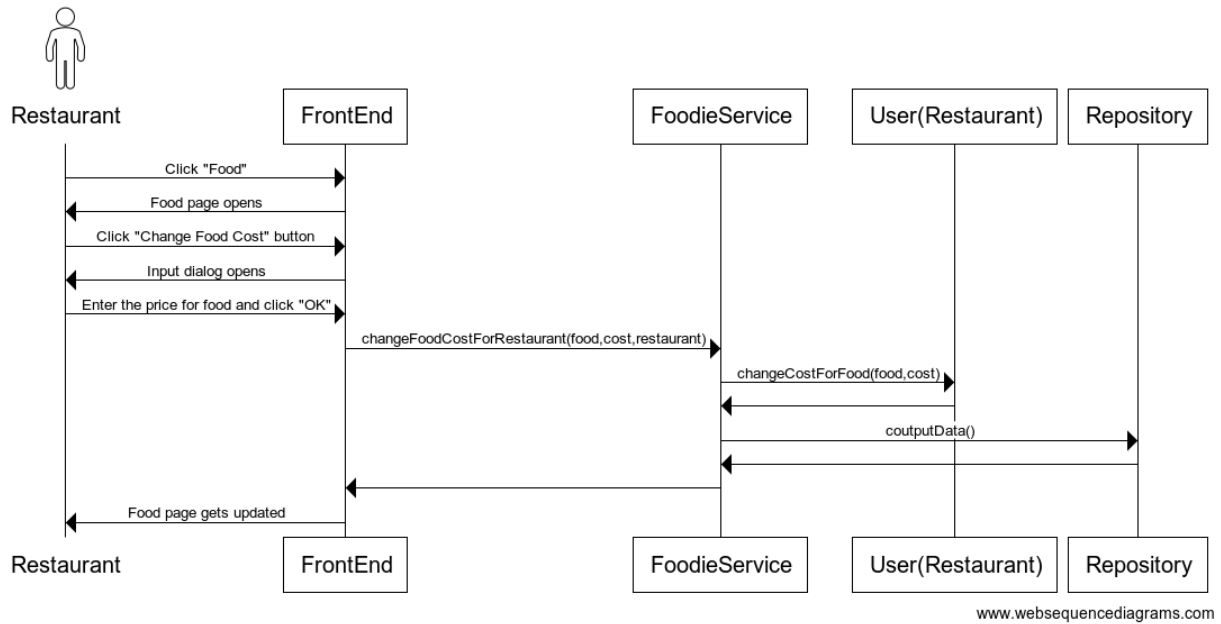 Restaurant
FrontEnd
FoodieService
User(Restaurant)
Repository
Click "Food"
Food page opens
Click "Change Food Cost" button
Input dialog opens
Enter the price for food and click "OK"
changeFoodCostForRestaurant(food,cost,restaurant)
changeCostForFood(food,cost)
coutputData()
Food page gets updated
Restaurant
FrontEnd
FoodieService
User(Restaurant)
Repository
www.websequencediagrams.com